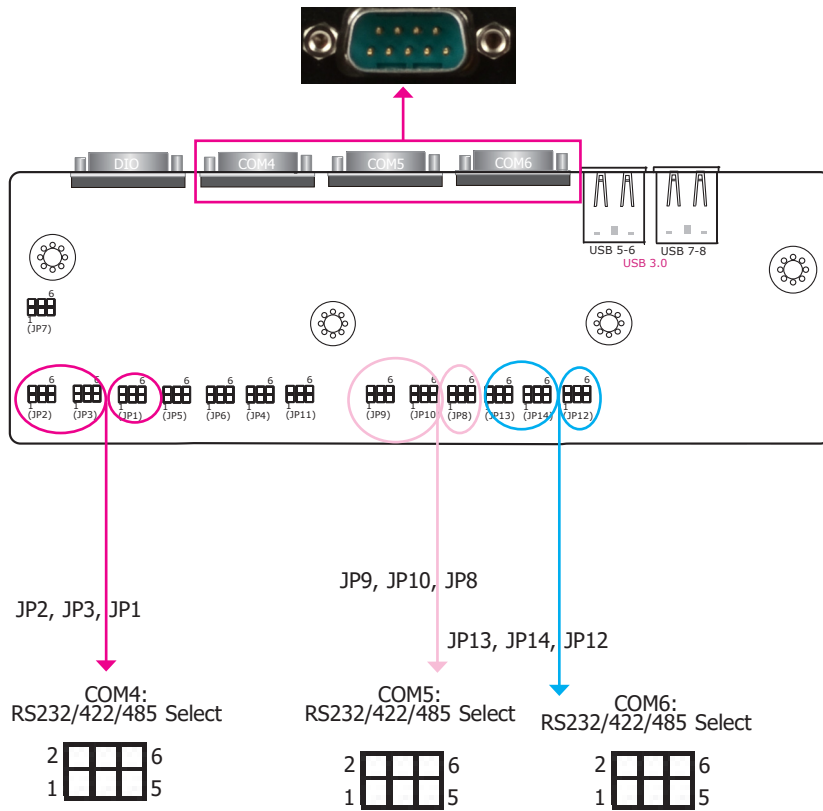 DIO
COM4
COM5
COM6
USB 5-6
USB 7-8
USB 3.0
6
1
(JP7)
6 6 6 6 6 6 6 6 6 6 6 6 6
1 1 1 1 1 1 1 1 1 1 1 1 1
(JP2) (JP3) (JP1) (JP5) (JP6) (JP4) (JP11) (JP9) (JP10) (JP8) (JP13) (JP14) (JP12)
JP9, JP10, JP8
JP2, JP3, JP1
JP13, JP14, JP12
COM4:
RS232/422/485 Select
COM5:
RS232/422/485 Select
COM6:
RS232/422/485 Select
2 6
1 5
2 6
1 5
2 6
1 5